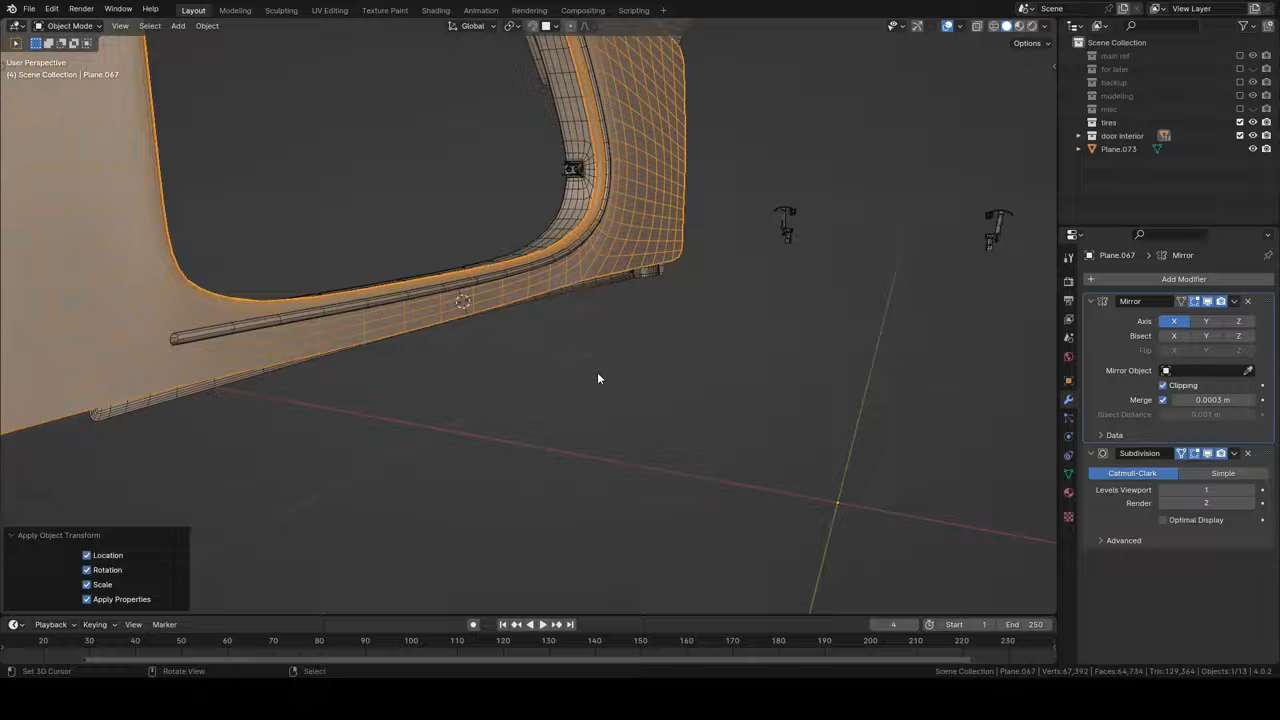 File Edit Render Window Help Layout Modeling Sculpting UV Editing Texture Paint Shading Animation Rendering Compositing Scripting + Scene View Layer
Object Mode View Select Add Object Global
Options
User Perspective
(4) Scene Collection | Plane.067
Scene Collection
main ref
for later
backup
modeling
misc
tires
door interior
Plane.073
Plane.067 > Mirror
+ Add Modifier
Mirror
Axis X Y Z
Bisect X Y Z
Flip X Y Z
Mirror Object
Clipping
Merge 0.0003 m
Bisect Distance 0.001 m
Data
Subdivision
Catmull-Clark Simple
Levels Viewport 1
Render 2
Optimal Display
Advanced
Apply Object Transform
Location
Rotation
Scale
Apply Properties
Playback Keying View Marker 4 Start 1 End 250
20 30 40 50 60 70 80 90 100 110 120 130 140 150 160 170 180 190 200 210 220 230
Set 3D Cursor Rotate View Select Scene Collection | Plane.067 | Verts:67,392 | Faces:64,734 | Tris:129,364 | Objects:1/13 | 4.0.2